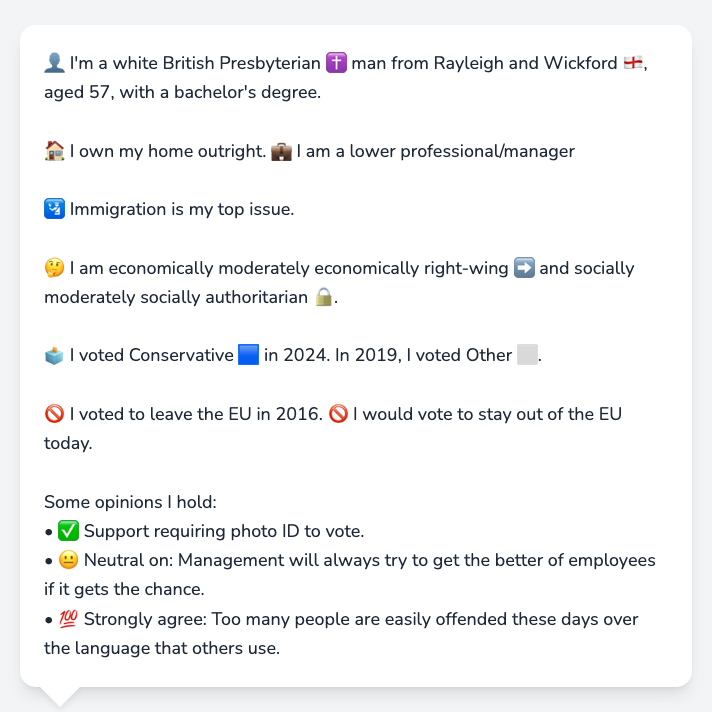 👤 I'm a white British Presbyterian ✝️ man from Rayleigh and Wickford 🏴󠁧󠁢󠁥󠁮󠁧󠁿,
aged 57, with a bachelor's degree.
🏠 I own my home outright. 💼 I am a lower professional/manager
🛂 Immigration is my top issue.
🤔 I am economically moderately economically right-wing ➡️ and socially
moderately socially authoritarian 🔒.
🗳️ I voted Conservative 🟦 in 2024. In 2019, I voted Other ⬜.
🚫 I voted to leave the EU in 2016. 🚫 I would vote to stay out of the EU
today.
Some opinions I hold:
• ✅ Support requiring photo ID to vote.
• 😐 Neutral on: Management will always try to get the better of employees
if it gets the chance.
• 💯 Strongly agree: Too many people are easily offended these days over
the language that others use.